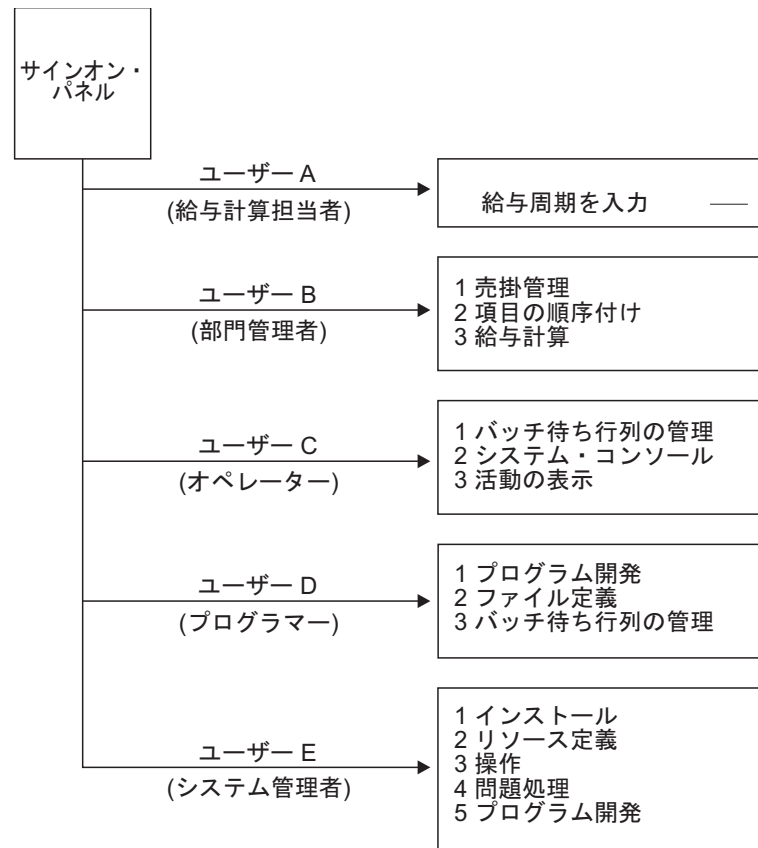 サインオン・
パネル
ユーザー A
(給与計算担当者)
給与周期を入力
ユーザー B
(部門管理者)
1 売掛管理
2 項目の順序付け
3 給与計算
ユーザー C
(オペレーター)
1 バッチ待ち行列の管理
2 システム・コンソール
3 活動の表示
ユーザー D
(プログラマー)
1 プログラム開発
2 ファイル定義
3 バッチ待ち行列の管理
ユーザー E
(システム管理者)
1 インストール
2 リソース定義
3 操作
4 問題処理
5 プログラム開発